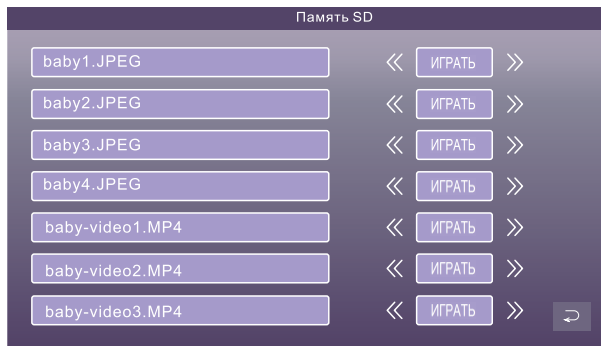 Память SD
baby1.JPEG ИГРАТЬ
baby2.JPEG ИГРАТЬ
baby3.JPEG ИГРАТЬ
baby4.JPEG ИГРАТЬ
baby-video1.MP4 ИГРАТЬ
baby-video2.MP4 ИГРАТЬ
baby-video3.MP4 ИГРАТЬ